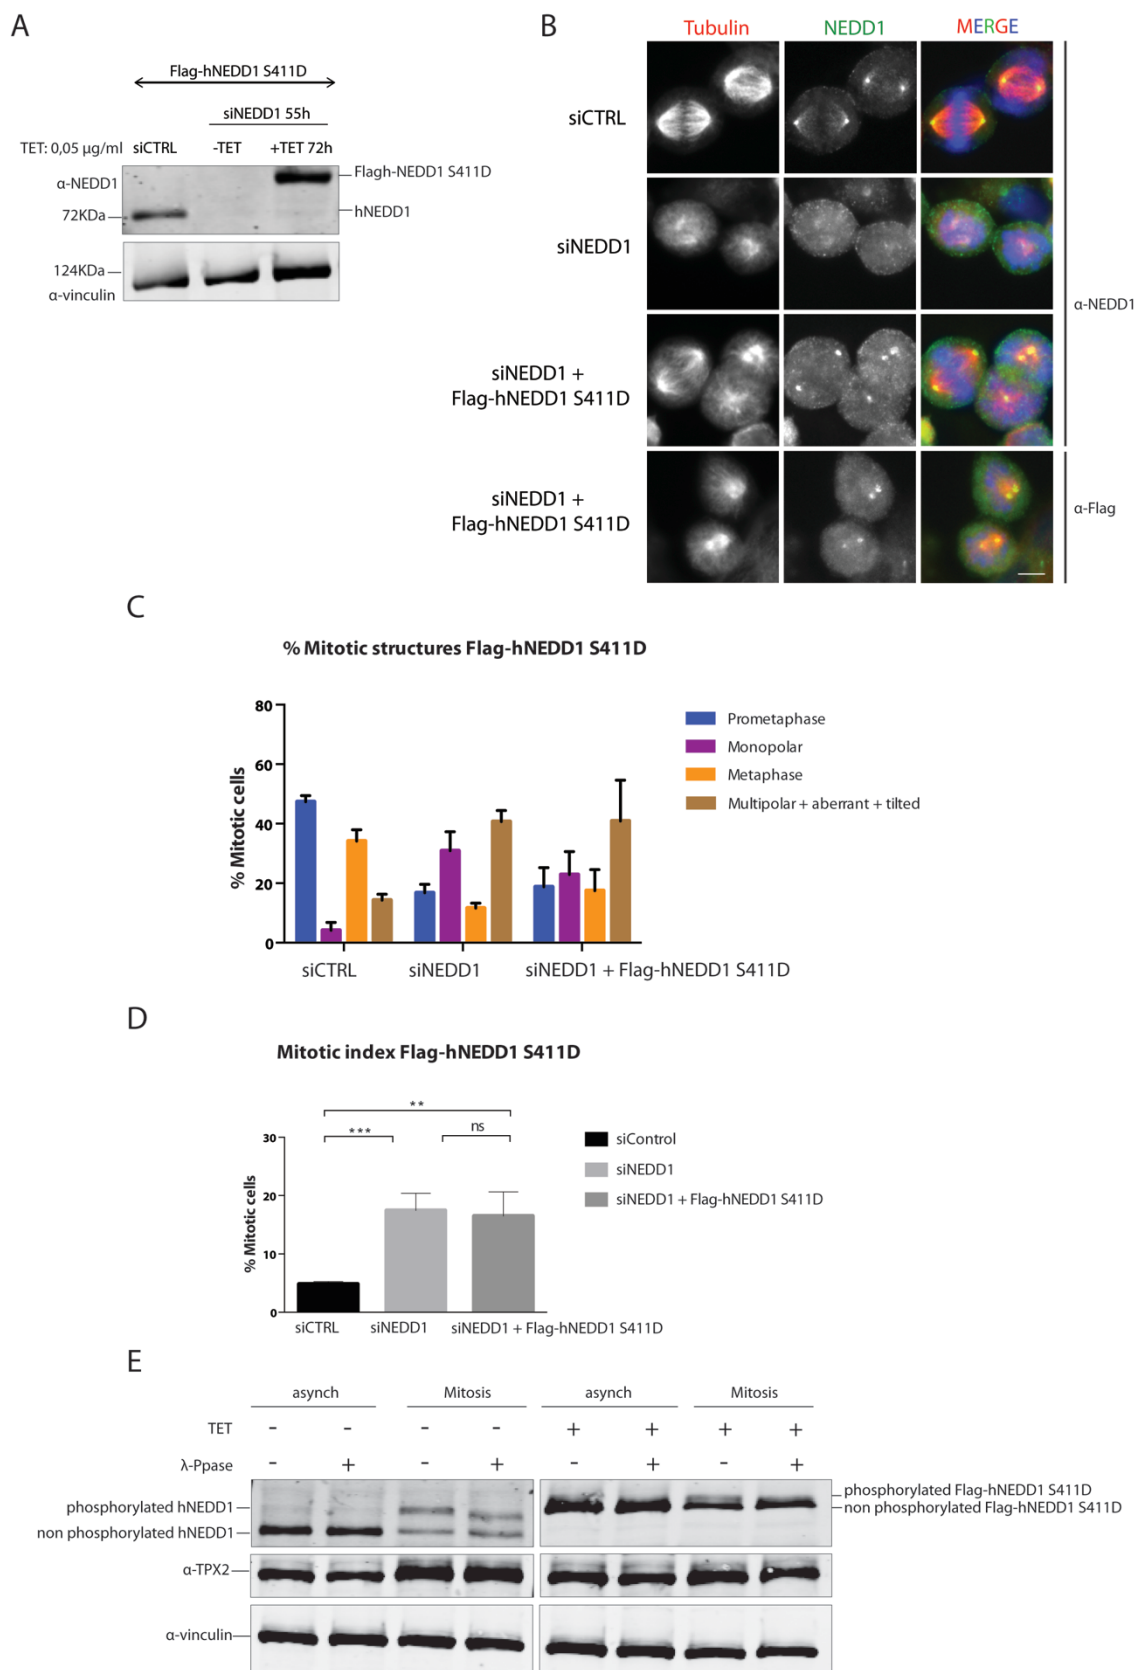 A
Flag-hNEDD1 S411D
siNEDD1 55h
TET: 0,05 µg/ml siCTRL -TET +TET 72h
α-NEDD1
Flagh-NEDD1 S411D
72KDa
hNEDD1
124KDa
α-vinculin
B
Tubulin NEDD1 MERGE
siCTRL
siNEDD1
α-NEDD1
siNEDD1 +
Flag-hNEDD1 S411D
siNEDD1 +
Flag-hNEDD1 S411D
α-Flag
C
% Mitotic structures Flag-hNEDD1 S411D
% Mitotic cells
80
60
40
20
0
siCTRL siNEDD1 siNEDD1 + Flag-hNEDD1 S411D
Prometaphase
Monopolar
Metaphase
Multipolar + aberrant + tilted
D
Mitotic index Flag-hNEDD1 S411D
**
*** ns
% Mitotic cells
30
20
10
0
siCTRL siNEDD1 siNEDD1 + Flag-hNEDD1 S411D
siControl
siNEDD1
siNEDD1 + Flag-hNEDD1 S411D
E
asynch Mitosis asynch Mitosis
TET - - - - + + + +
λ-Ppase - + - + - + - +
phosphorylated hNEDD1
non phosphorylated hNEDD1
phosphorylated Flag-hNEDD1 S411D
non phosphorylated Flag-hNEDD1 S411D
α-TPX2
α-vinculin